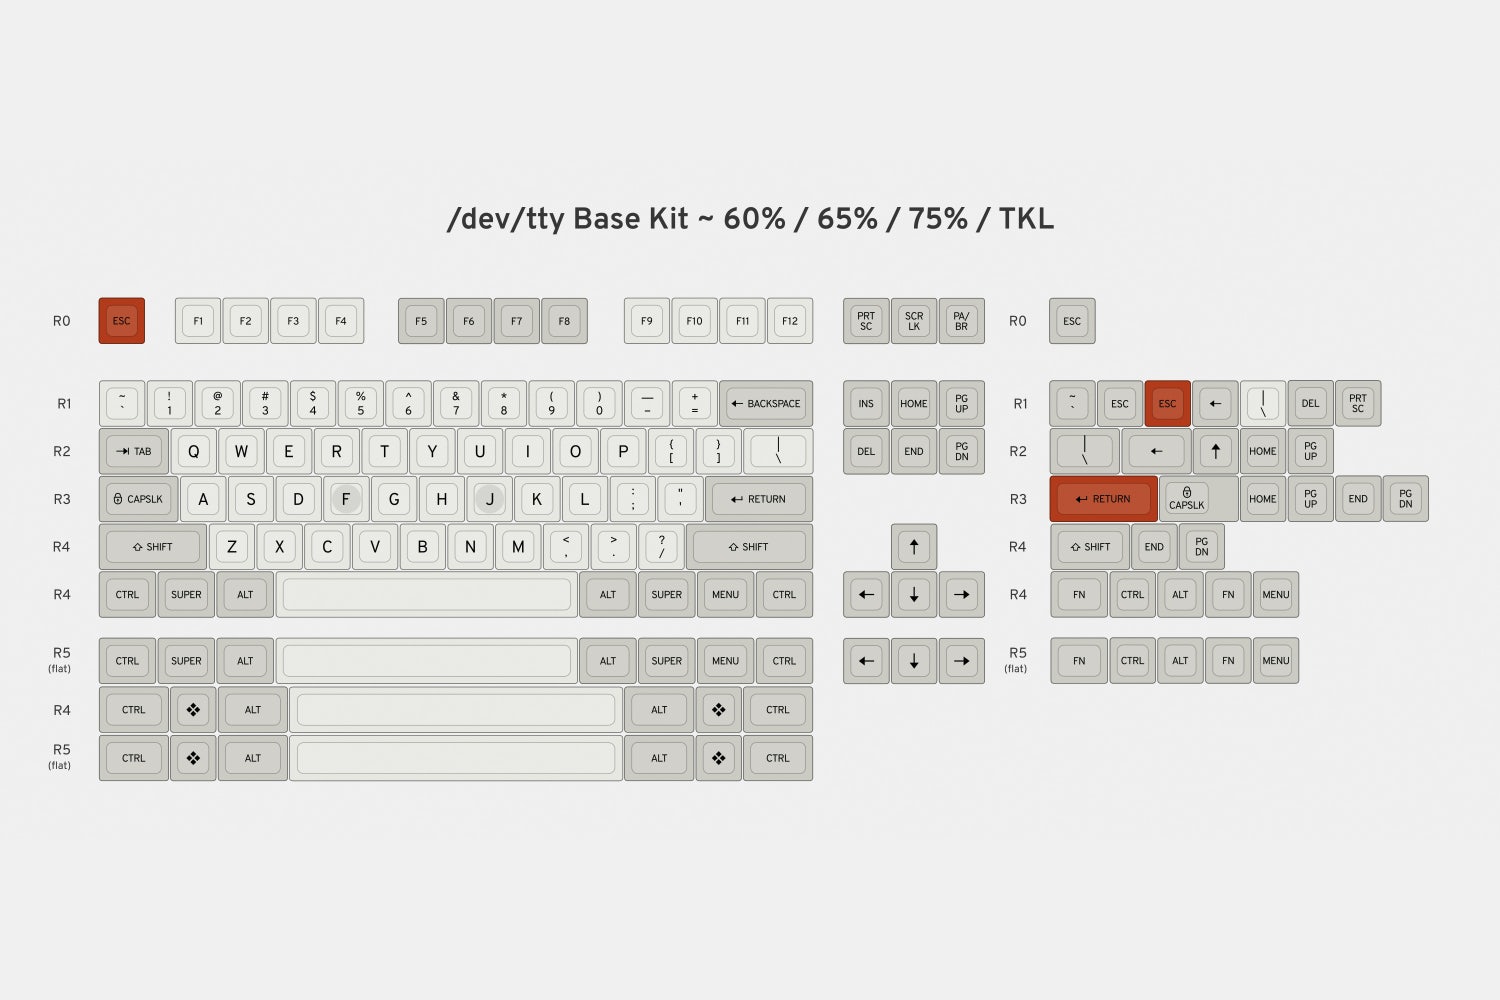 /dev/tty Base Kit ~ 60% / 65% / 75% / TKL
R0 ESC F1 F2 F3 F4 F5 F6 F7 F8 F9 F10 F11 F12 PRT SC SCR LK PA/ BR R0 ESC
R1 ~ ` ! 1 @ 2 # 3 $ 4 % 5 ^ 6 & 7 * 8 ( 9 ) 0 — - + = ← BACKSPACE INS HOME PG UP R1 ~ ` ESC ESC ← | \ DEL PRT SC
R2 ⇥ TAB Q W E R T Y U I O P { [ } ] | \ DEL END PG DN R2 | \ ← ↑ HOME PG UP
R3 CAPSLK A S D F G H J K L : ; " ' ↵ RETURN R3 ↵ RETURN CAPSLK HOME PG UP END PG DN
R4 ⇧ SHIFT Z X C V B N M < , > . ? / ⇧ SHIFT ↑ R4 ⇧ SHIFT END PG DN
R4 CTRL SUPER ALT ALT SUPER MENU CTRL ← ↓ → R4 FN CTRL ALT FN MENU
R5 (flat) CTRL SUPER ALT ALT SUPER MENU CTRL ← ↓ → R5 (flat) FN CTRL ALT FN MENU
R4 CTRL ❖ ALT ALT ❖ CTRL
R5 (flat) CTRL ❖ ALT ALT ❖ CTRL